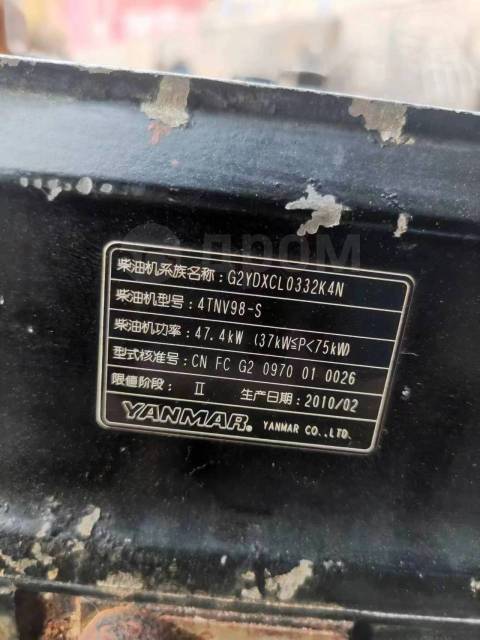 ДРОМ
柴油机系族名称: G2YDXCL0332K4N
柴油机型号: 4TNV98-S
柴油机功率: 47.4kW (37kW≦P<75kW)
型式核准号: CN FC G2 0970 01 0026
限值阶段: Ⅱ 生产日期: 2010/02
YANMAR® YANMAR CO.,LTD.